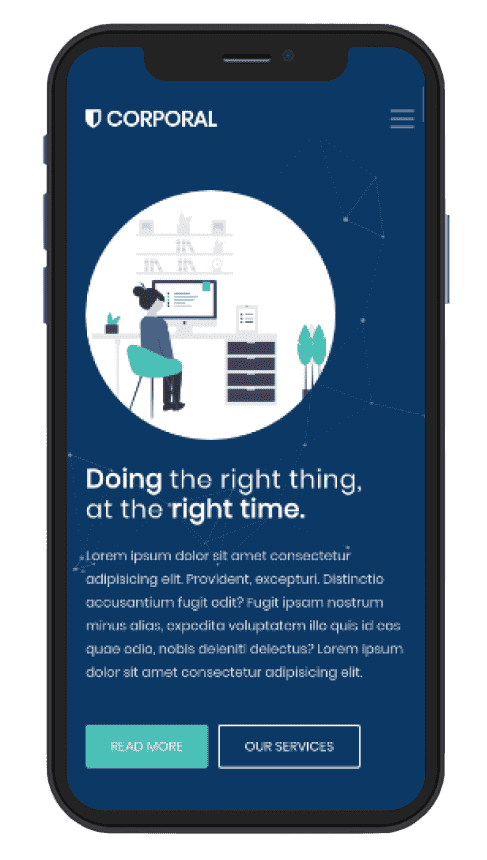 CORPORAL
Doing the right thing,
at the right time.
Lorem ipsum dolor sit amet consectetur
adipisicing elit. Provident, excepturi. Distinctio
accusantium fugit odit? Fugit ipsam nostrum
minus alias, expedita voluptatem illo quis id eos
quae odio, nobis deleniti delectus? Lorem ipsum
dolor sit amet consectetur adipisicing elit.
READ MORE
OUR SERVICES